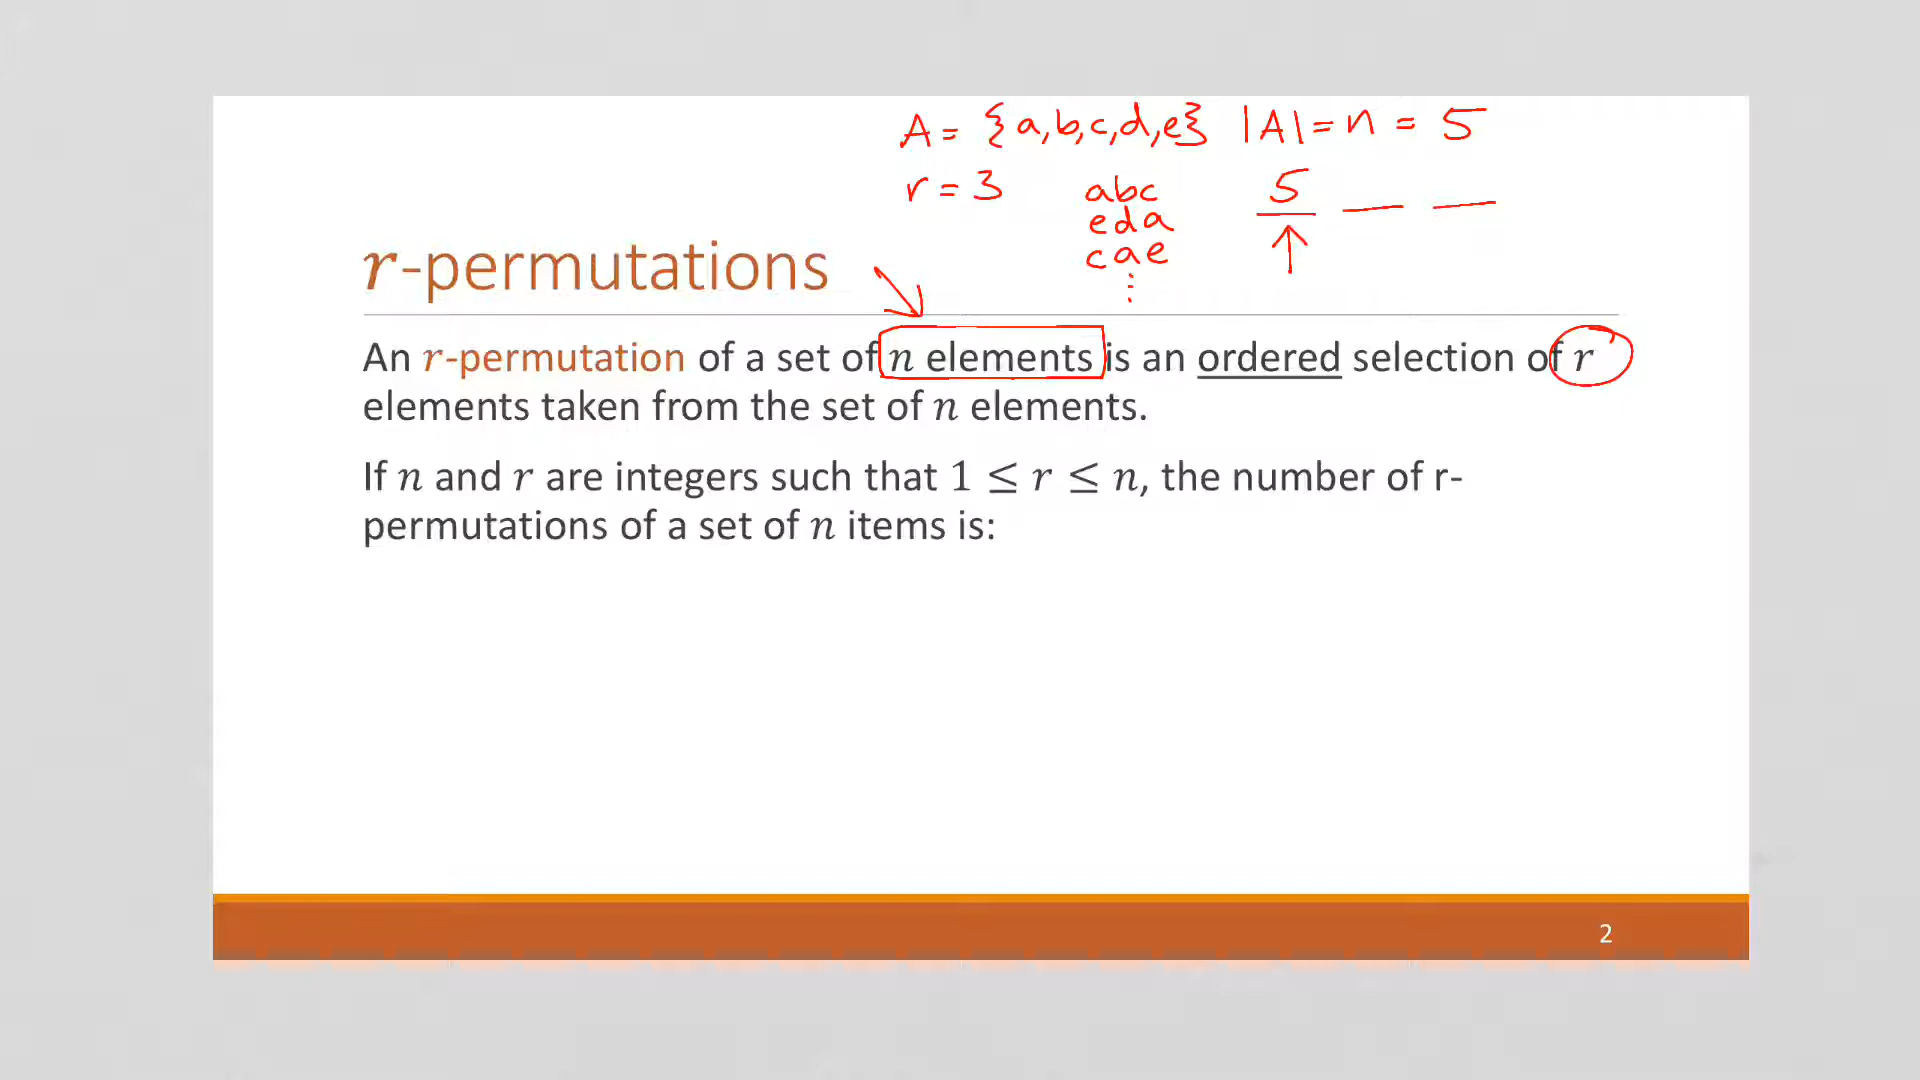 A = {a,b,c,d,e} |A| = n = 5
r = 3
abc
eda
cae
⋮
5 __ __
r-permutations
An r-permutation of a set of n elements is an ordered selection of r
elements taken from the set of n elements.
If n and r are integers such that 1 ≤ r ≤ n, the number of r-
permutations of a set of n items is:
2